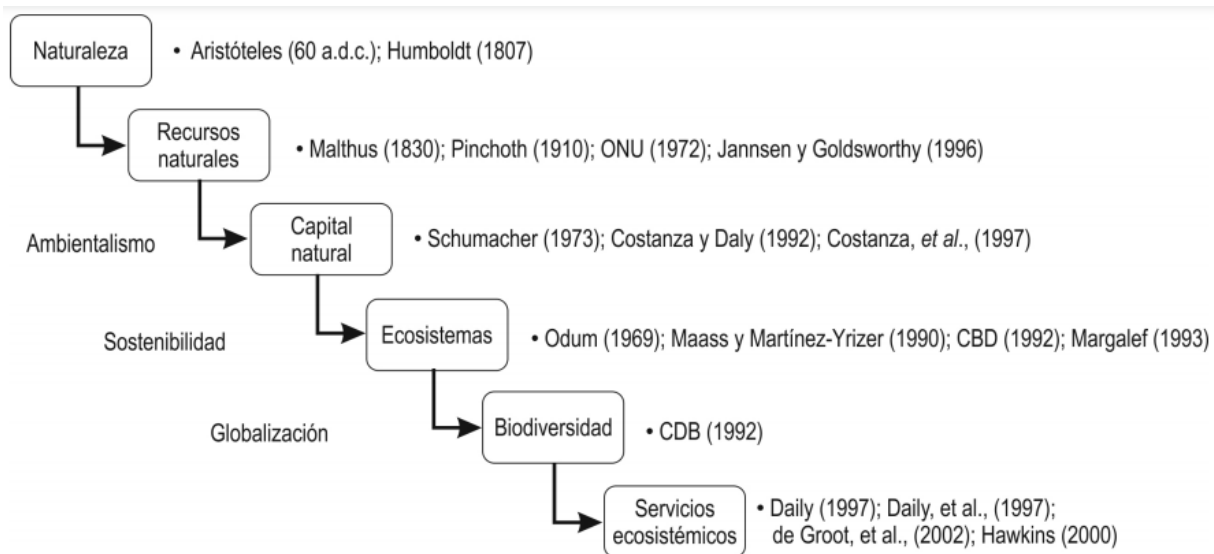 Naturaleza
• Aristóteles (60 a.d.c.); Humboldt (1807)
Recursos
naturales
• Malthus (1830); Pinchoth (1910); ONU (1972); Jannsen y Goldsworthy (1996)
Ambientalismo
Capital
natural
• Schumacher (1973); Costanza y Daly (1992); Costanza, et al., (1997)
Sostenibilidad
Ecosistemas
• Odum (1969); Maass y Martínez-Yrizer (1990); CBD (1992); Margalef (1993)
Globalización
Biodiversidad
• CDB (1992)
Servicios
ecosistémicos
• Daily (1997); Daily, et al., (1997);
de Groot, et al., (2002); Hawkins (2000)